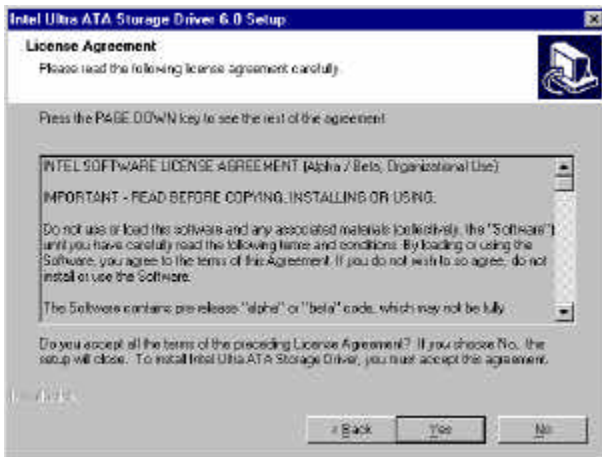 Intel Ultra ATA Storage Driver 6.0 Setup
License Agreement
Please read the following license agreement carefully.
Press the PAGE DOWN key to see the rest of the agreement.
INTEL SOFTWARE LICENSE AGREEMENT (Alpha / Beta, Organizational Use)
IMPORTANT - READ BEFORE COPYING, INSTALLING OR USING.
Do not use or load this software and any associated materials (collectively, the "Software")
until you have carefully read the following terms and conditions. By loading or using the
Software, you agree to the terms of this Agreement. If you do not wish to so agree, do not
install or use the Software.
The Software contains pre-release "alpha" or "beta" code, which may not be fully
Do you accept all the terms of the preceding License Agreement? If you choose No, the
setup will close. To install Intel Ultra ATA Storage Driver, you must accept this agreement.
< Back
Yes
No